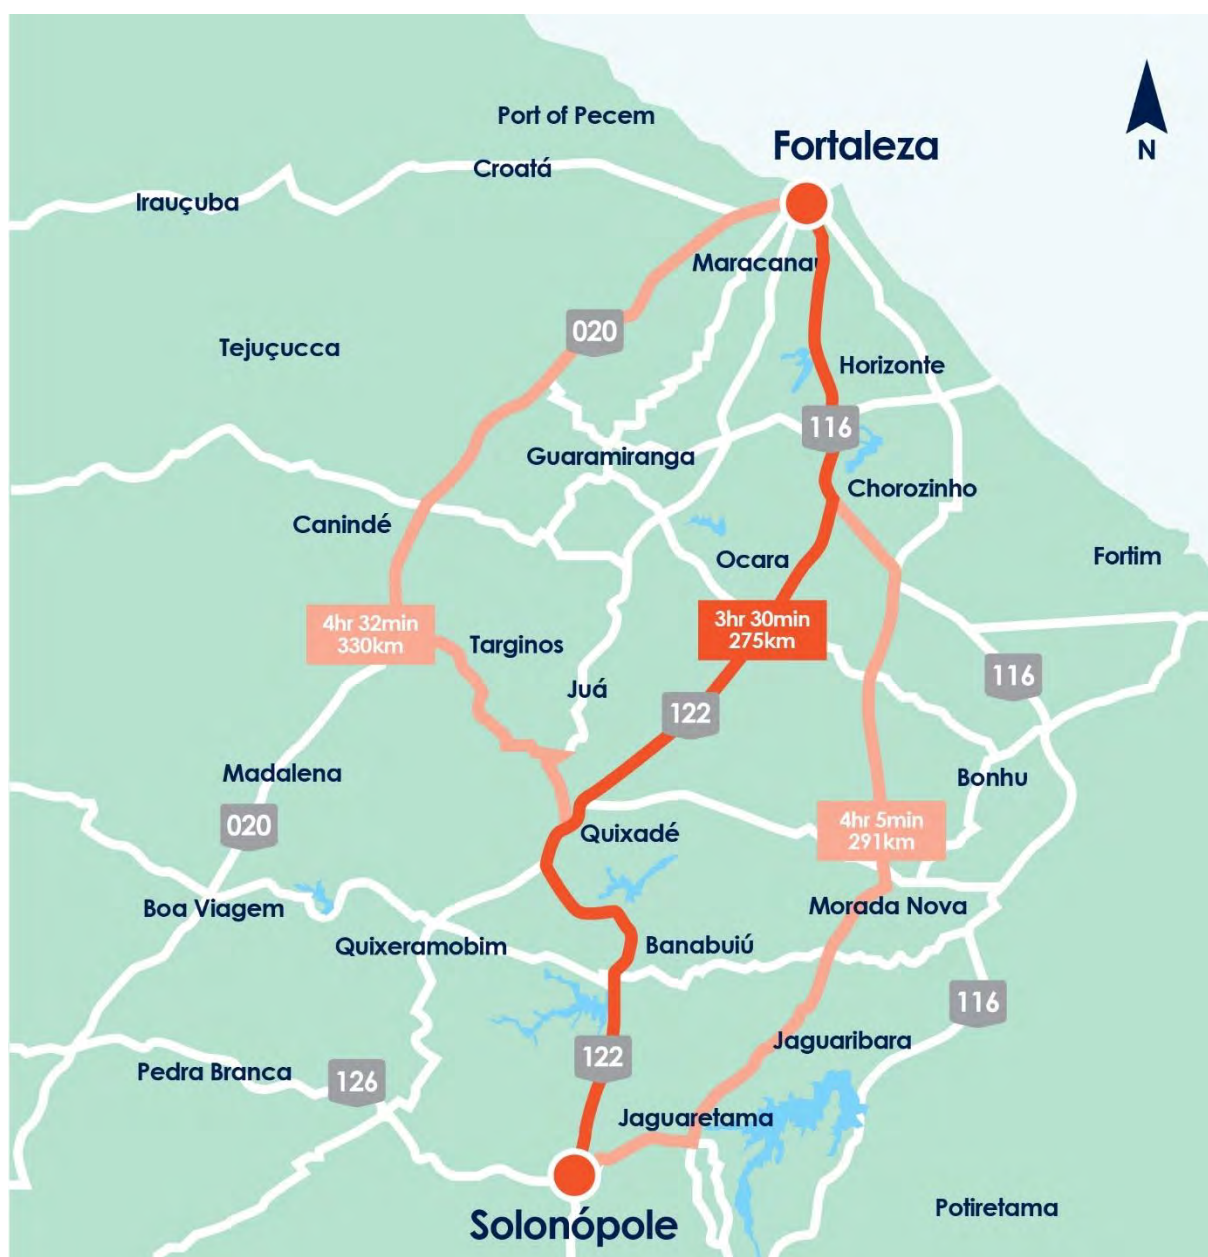 Port of Pecem
Fortaleza
N
Croatá
Irauçuba
Maracanau
020
Tejuçucca
Horizonte
116
Guaramiranga
Chorozinho
Canindé
Ocara
Fortim
4hr 32min
330km
3hr 30min
275km
Targinos
116
Juá
122
Madalena
Bonhu
020
Quixadé
4hr 5min
291km
Boa Viagem
Morada Nova
Quixeramobim
Banabuiú
116
Jaguaribara
122
Pedra Branca
126
Jaguaretama
Potiretama
Solonópole